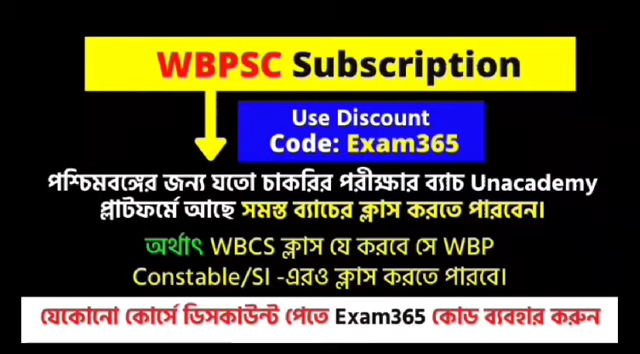 WBPSC Subscription
Use Discount
Code: Exam365
পশ্চিমবঙ্গের জন্য যতো চাকরির পরীক্ষার ব্যাচ Unacademy
প্লাটফর্মে আছে সমস্ত ব্যাচের ক্লাস করতে পারবেন।
অর্থাৎ WBCS ক্লাস যে করবে সে WBP
Constable/SI -এরও ক্লাস করতে পারবে।
যেকোনো কোর্সে ডিসকাউন্ট পেতে Exam365 কোড ব্যবহার করুন